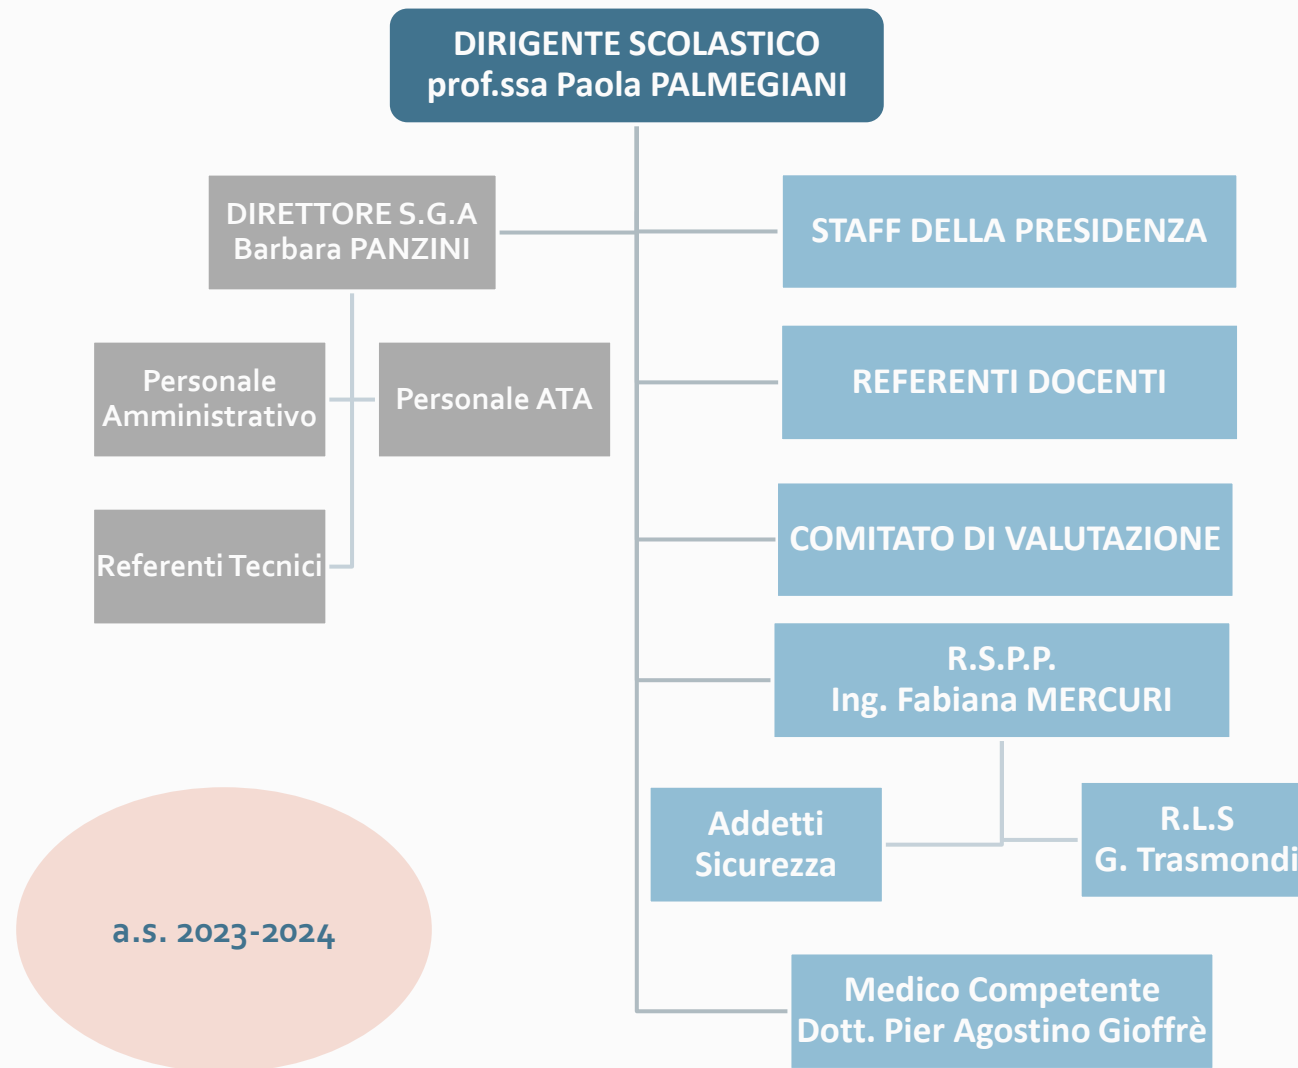 DIRIGENTE SCOLASTICO
prof.ssa Paola PALMEGIANI
DIRETTORE S.G.A
Barbara PANZINI
STAFF DELLA PRESIDENZA
Personale
Amministrativo
Personale ATA
REFERENTI DOCENTI
Referenti Tecnici
COMITATO DI VALUTAZIONE
R.S.P.P.
Ing. Fabiana MERCURI
Addetti
Sicurezza
R.L.S
G. Trasmondi
a.s. 2023-2024
Medico Competente
Dott. Pier Agostino Gioffrè